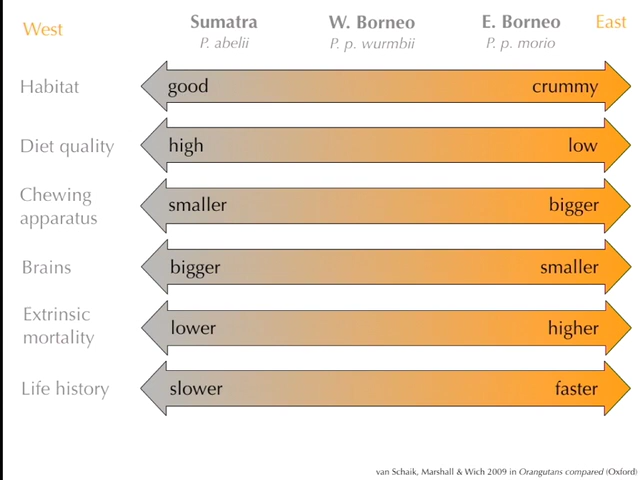 West Sumatra W. Borneo E. Borneo East
P. abelii P. p. wurmbii P. p. morio
Habitat good crummy
Diet quality high low
Chewing
apparatus smaller bigger
Brains bigger smaller
Extrinsic
mortality lower higher
Life history slower faster
van Schaik, Marshall & Wich 2009 in Orangutans compared (Oxford)